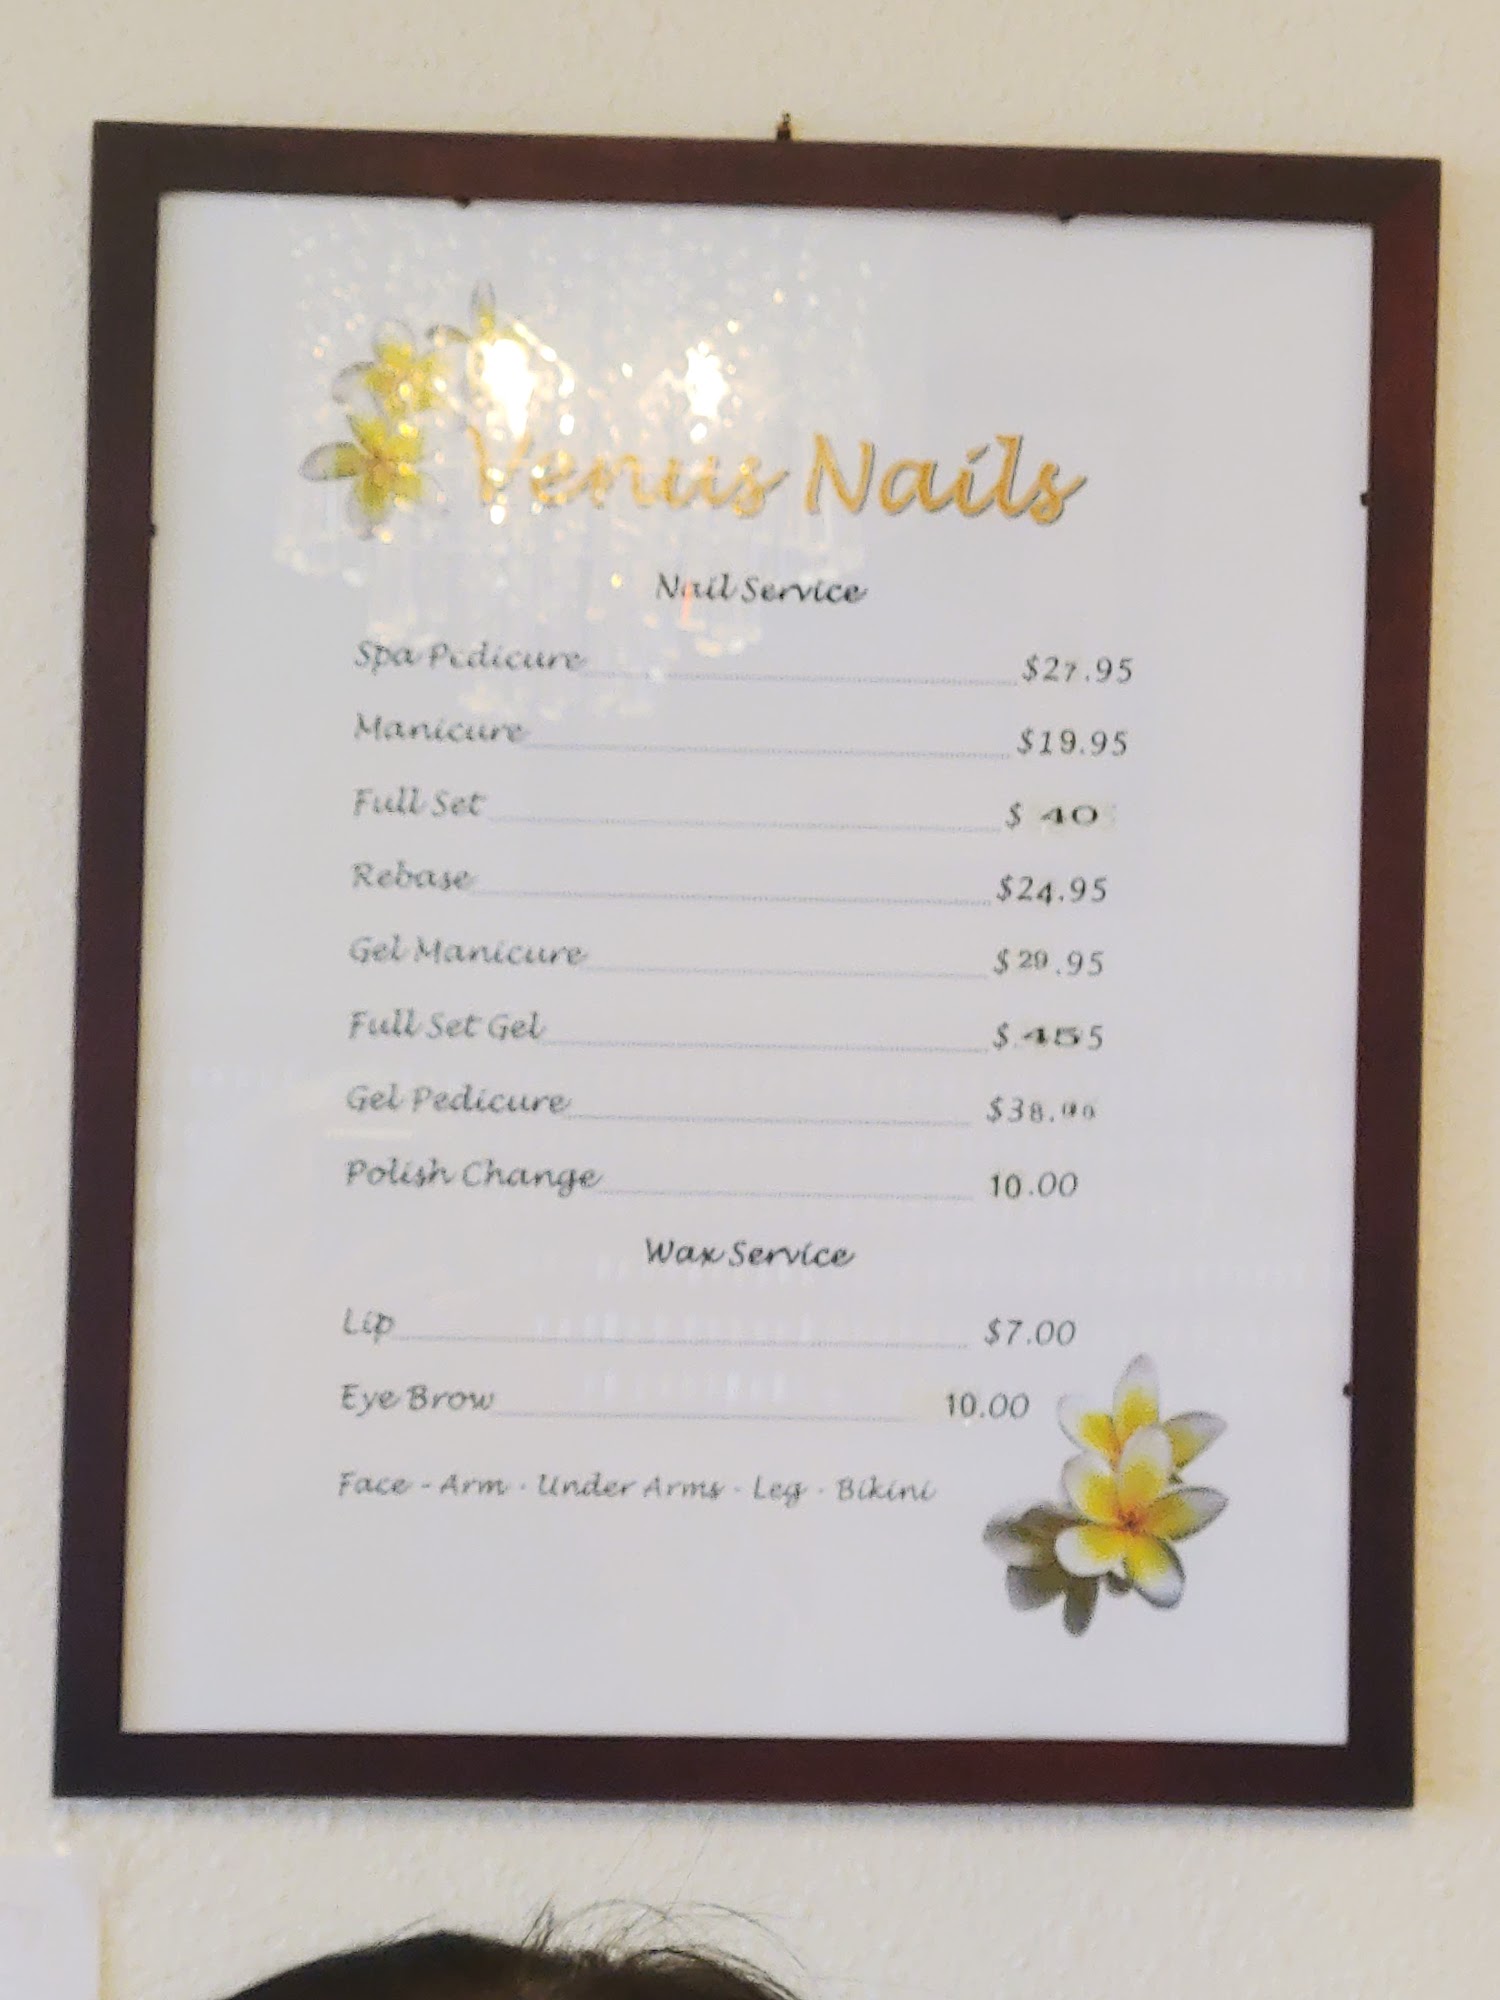 Venus Nails
Nail Service
Spa Pedicure $27.95
Manicure $19.95
Full Set $ 40
Rebase $24.95
Gel Manicure $29.95
Full Set Gel $ 455
Gel Pedicure
Polish Change 10.00
Wax Service
Lip $7.00
Eye Brow 10.00
Face - Arm - Under Arms - Leg - Bikini